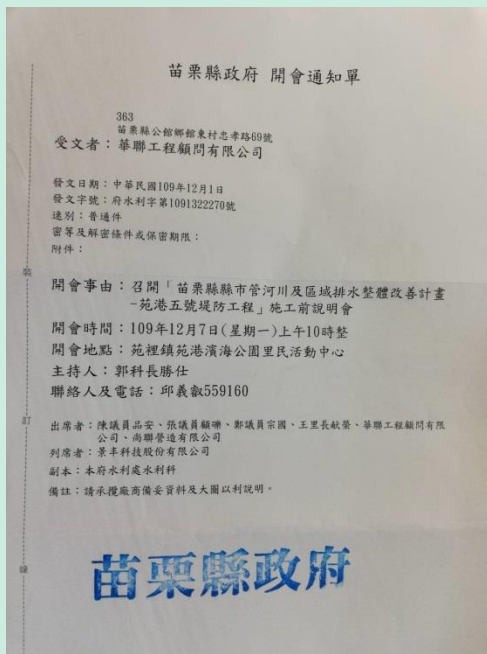 苗栗縣政府 開會通知單
363
苗栗縣公館鄉館東村忠孝路69號
受文者：華聯工程顧問有限公司
發文日期：中華民國109年12月1日
發文字號：府水利字第1091322270號
速別：普通件
密等及解密條件或保密期限：
附件：
裝
開會事由：召開「苗栗縣縣市管河川及區域排水整體改善計畫
-苑港五號堤防工程」施工前說明會
開會時間：109年12月7日(星期一)上午10時整
開會地點：苑裡鎮苑港濱海公園里民活動中心
主持人：郭科長勝仕
聯絡人及電話：邱義叡559160
訂
出席者：陳議員品安、張議員顧礫、鄭議員宗國、王里長猷榮、華聯工程顧問有限
公司、尚聯營造有限公司
列席者：景丰科技股份有限公司
副本：本府水利處水利科
備註：請承攬廠商備妥資料及大圖以利說明。
線
苗栗縣政府